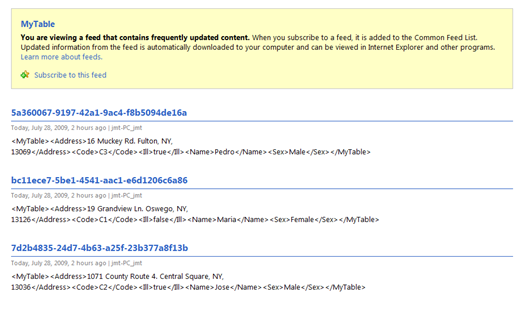 MyTable
You are viewing a feed that contains frequently updated content. When you subscribe to a feed, it is added to the Common Feed List.
Updated information from the feed is automatically downloaded to your computer and can be viewed in Internet Explorer and other programs.
Learn more about feeds.
Subscribe to this feed
5a360067-9197-42a1-9ac4-f8b5094de16a
Today, July 28, 2009, 2 hours ago | jmt-PC_jmt
<MyTable><Address>16 Muckey Rd. Fulton, NY,
13069</Address><Code>C3</Code><Ill>true</Ill><Name>Pedro</Name><Sex>Male</Sex></MyTable>
bc11ece7-5be1-4541-aac1-e6d1206c6a86
Today, July 28, 2009, 2 hours ago | jmt-PC_jmt
<MyTable><Address>19 Grandview Ln. Oswego, NY,
13126</Address><Code>C1</Code><Ill>false</Ill><Name>Maria</Name><Sex>Female</Sex></MyTable>
7d2b4835-24d7-4b63-a25f-23b377a8f13b
Today, July 28, 2009, 2 hours ago | jmt-PC_jmt
<MyTable><Address>1071 County Route 4. Central Square, NY,
13036</Address><Code>C2</Code><Ill>true</Ill><Name>Jose</Name><Sex>Male</Sex></MyTable>